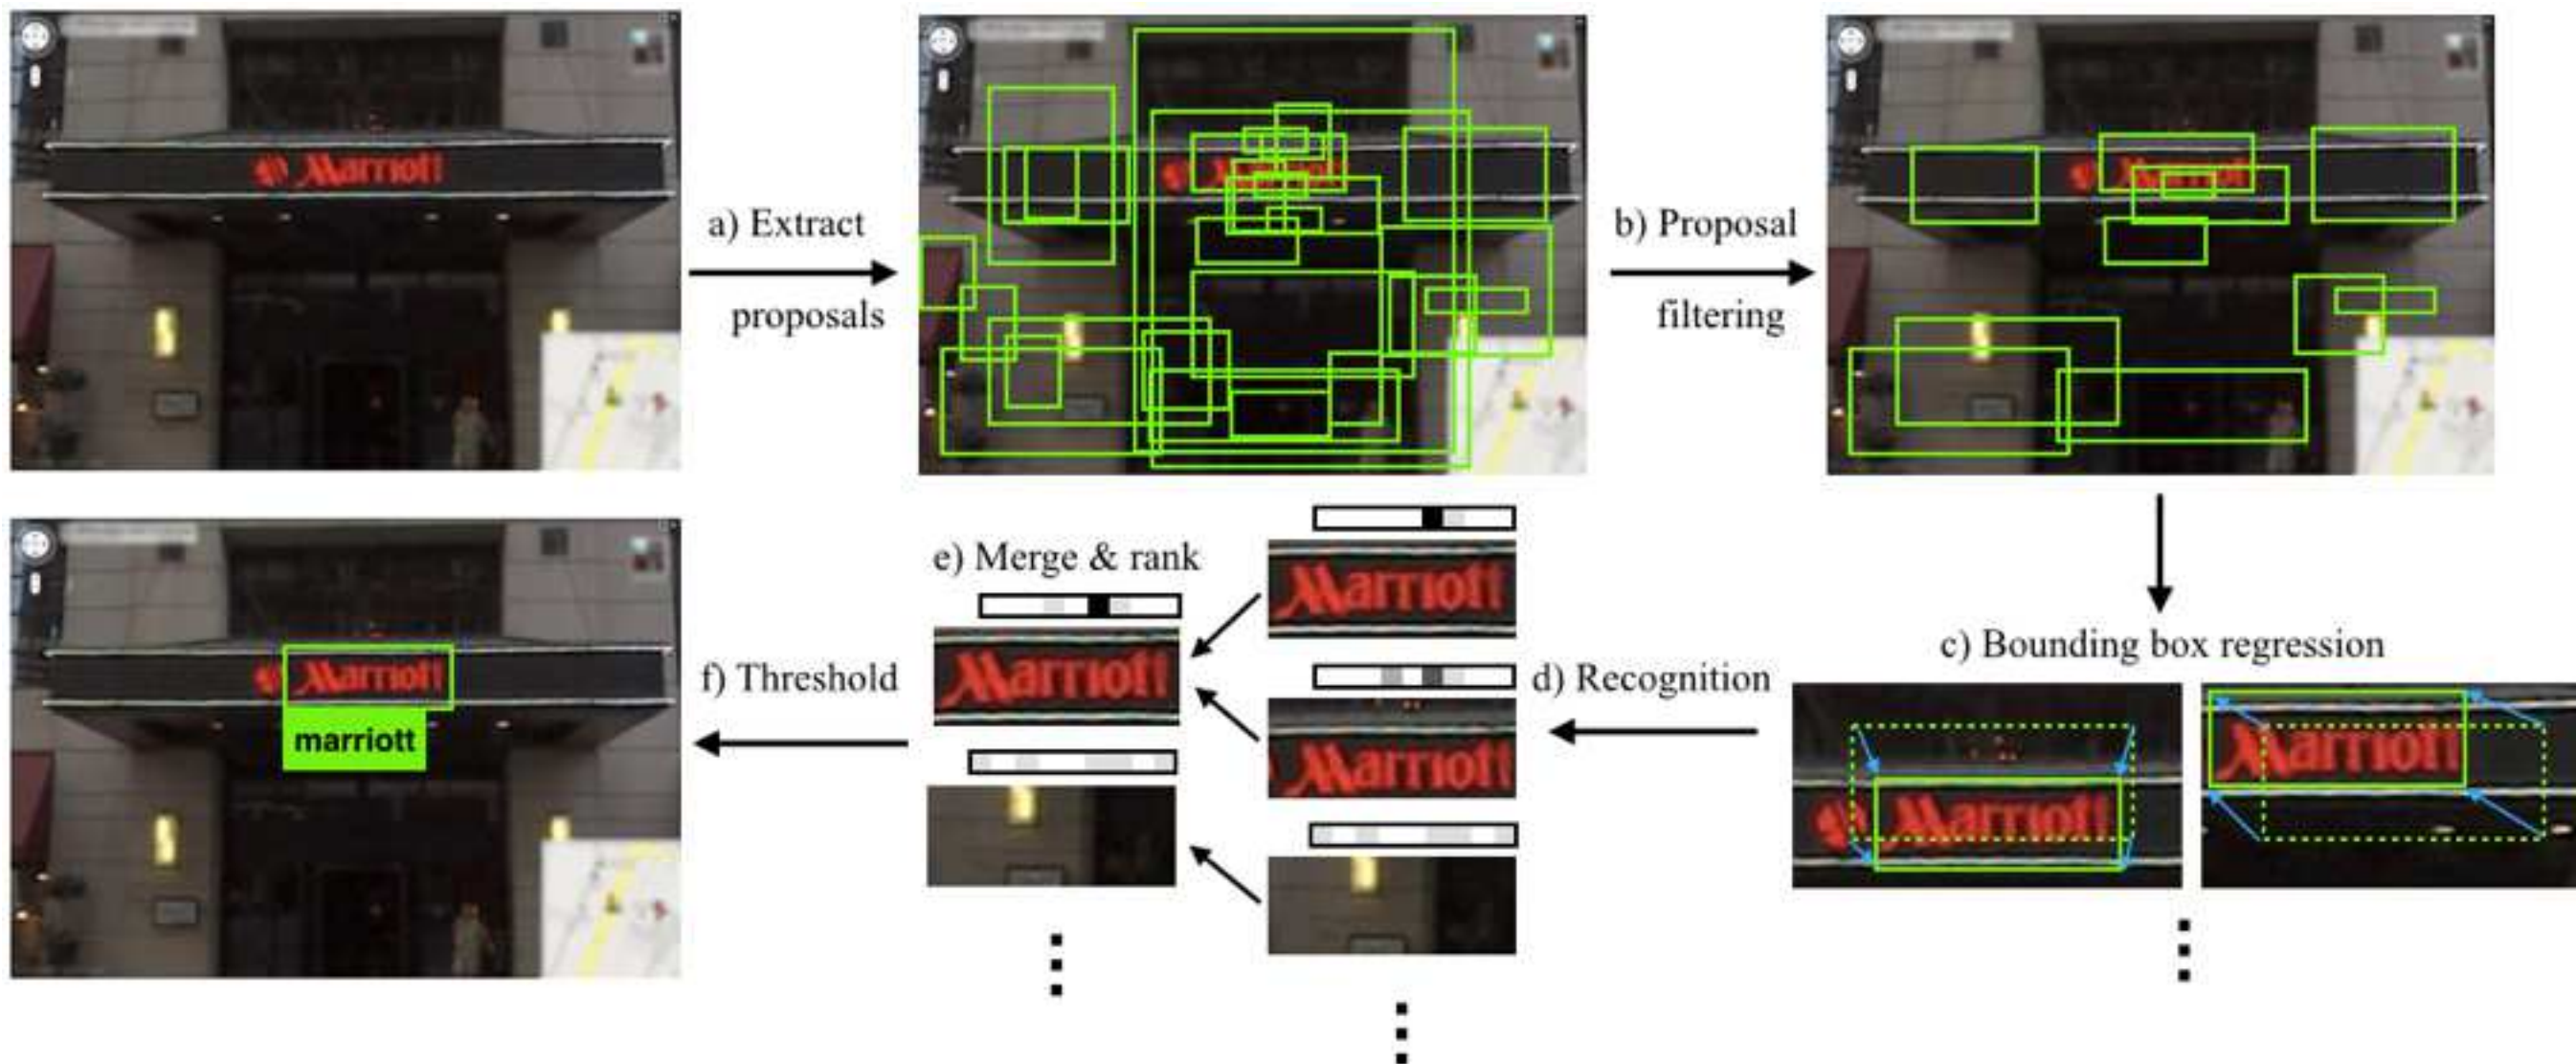 Marriott
a) Extract
proposals
Marriott
b) Proposal
filtering
Marriott
c) Bounding box regression
Marriott
Marriott
d) Recognition
Marriott
Marriott
e) Merge & rank
Marriott
f) Threshold
Marriott
marriott